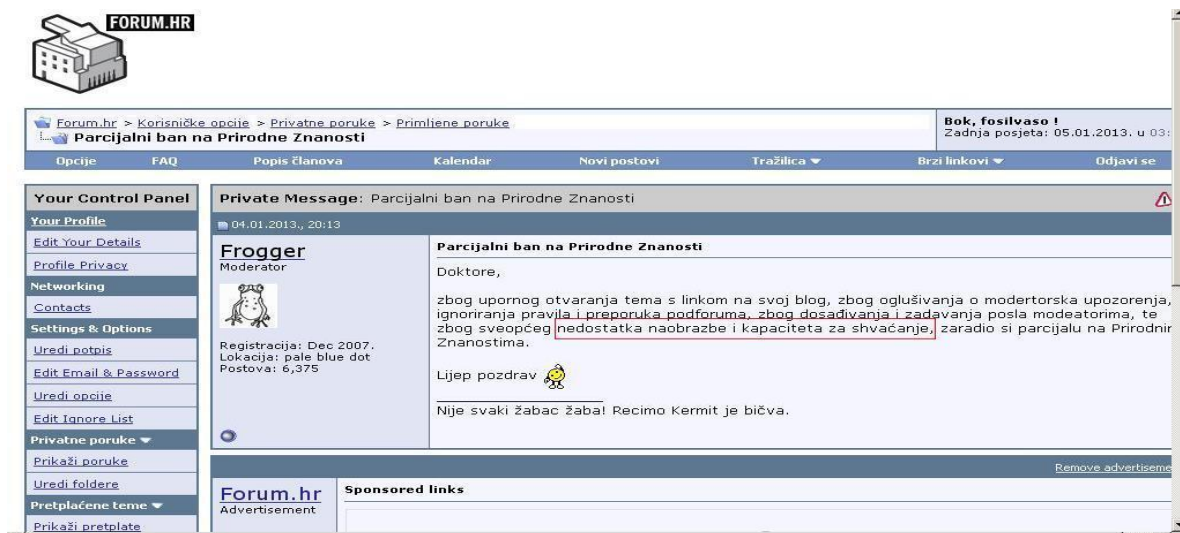 FORUM.HR
Forum.hr > Korisničke opcije > Privatne poruke > Primljene poruke
Parcijalni ban na Prirodne Znanosti
Bok, fosilvaso !
Zadnja posjeta: 05.01.2013. u 03:
Opcije FAQ Popis članova Kalendar Novi postovi Tražilica Brzi linkovi Odjavi se
Your Control Panel
Your Profile
Edit Your Details
Profile Privacy
Networking
Contacts
Settings & Options
Uredi potpis
Edit Email & Password
Uredi opcije
Edit Ignore List
Privatne poruke
Prikaži poruke
Uredi foldere
Pretplaćene teme
Prikaži pretplate
Private Message: Parcijalni ban na Prirodne Znanosti
04.01.2013., 20:13
Frogger
Moderator
Registracija: Dec 2007.
Lokacija: pale blue dot
Postova: 6,375
Parcijalni ban na Prirodne Znanosti
Doktore,
zbog upornog otvaranja tema s linkom na svoj blog, zbog oglušivanja o modertorska upozorenja,
ignoriranja pravila i preporuka podforuma, zbog dosađivanja i zadavanja posla modeatorima, te
zbog sveopćeg nedostatka naobrazbe i kapaciteta za shvaćanje, zaradio si parcijalu na Prirodnir
Znanostima.
Lijep pozdrav
Nije svaki žabac žaba! Recimo Kermit je bičva.
Remove advertiseme
Forum.hr
Advertisement
Sponsored links